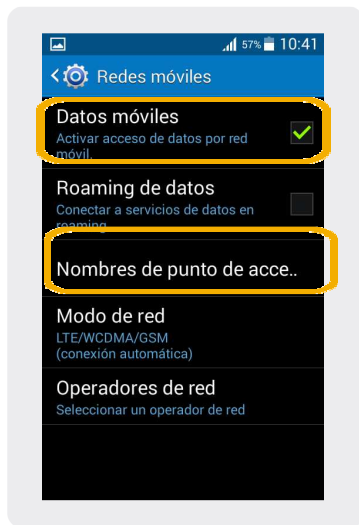 57% 10:41
Redes móviles
Datos móviles
Activar acceso de datos por red
móvil.
Roaming de datos
Conectar a servicios de datos en
roaming
Nombres de punto de acce..
Modo de red
LTE/WCDMA/GSM
(conexión automática)
Operadores de red
Seleccionar un operador de red